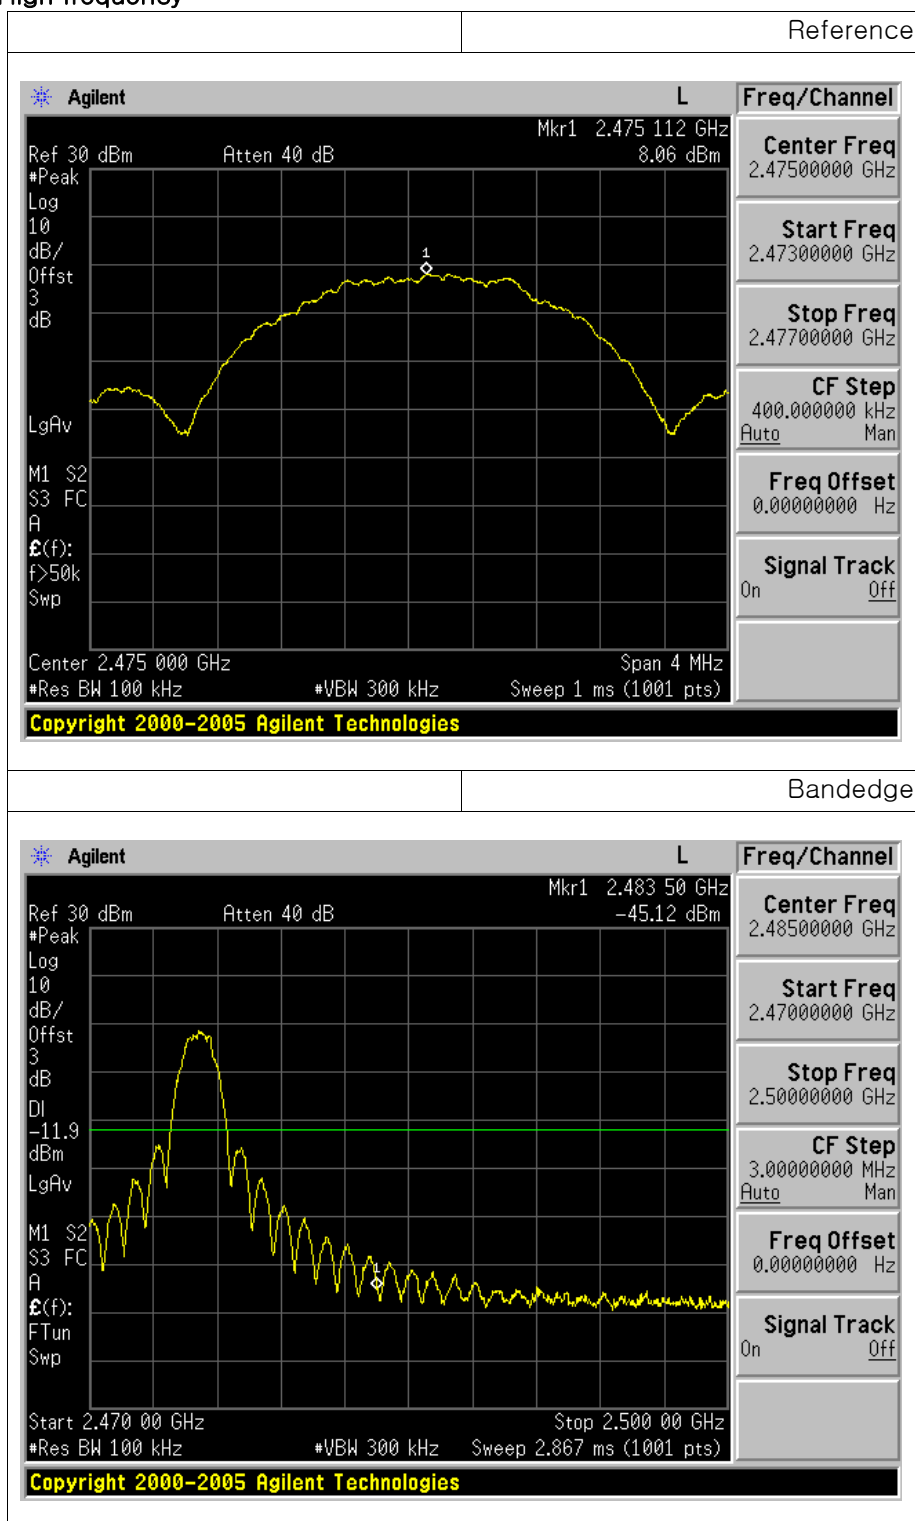 High frequency
Reference
Agilent L Freq/Channel
Mkr1 2.475 112 GHz
Ref 30 dBm Atten 40 dB 8.06 dBm
#Peak
Log
10
dB/
Offst
3
dB
LgAv
M1 S2
S3 FC
A
£(f):
f>50k
Swp
1
Center 2.475 000 GHz Span 4 MHz
#Res BW 100 kHz #VBW 300 kHz Sweep 1 ms (1001 pts)
Center Freq
2.47500000 GHz
Start Freq
2.47300000 GHz
Stop Freq
2.47700000 GHz
CF Step
400.000000 kHz
Auto Man
Freq Offset
0.00000000 Hz
Signal Track
On Off
Copyright 2000-2005 Agilent Technologies
Bandedge
Agilent L Freq/Channel
Mkr1 2.483 50 GHz
Ref 30 dBm Atten 40 dB -45.12 dBm
#Peak
Log
10
dB/
Offst
3
dB
DI
-11.9
dBm
LgAv
M1 S2
S3 FC
A
£(f):
FTun
Swp
1
Start 2.470 00 GHz Stop 2.500 00 GHz
#Res BW 100 kHz #VBW 300 kHz Sweep 2.867 ms (1001 pts)
Center Freq
2.48500000 GHz
Start Freq
2.47000000 GHz
Stop Freq
2.50000000 GHz
CF Step
3.00000000 MHz
Auto Man
Freq Offset
0.00000000 Hz
Signal Track
On Off
Copyright 2000-2005 Agilent Technologies